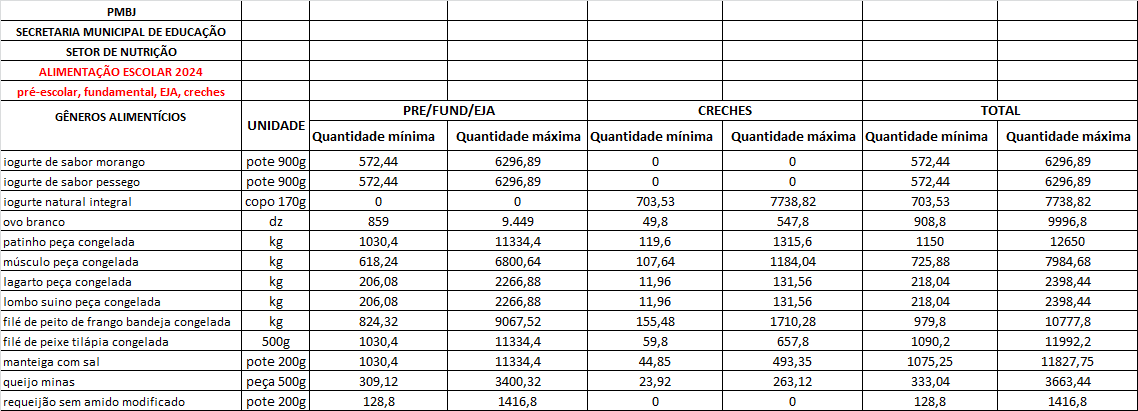 PMBJ
SECRETARIA MUNICIPAL DE EDUCAÇÃO
SETOR DE NUTRIÇÃO
ALIMENTAÇÃO ESCOLAR 2024
pré-escolar, fundamental, EJA, creches
GÊNEROS ALIMENTÍCIOS UNIDADE PRE/FUND/EJA CRECHES TOTAL
Quantidade mínima Quantidade máxima Quantidade mínima Quantidade máxima Quantidade mínima Quantidade máxima
iogurte de sabor morango pote 900g 572,44 6296,89 0 0 572,44 6296,89
iogurte de sabor pessego pote 900g 572,44 6296,89 0 0 572,44 6296,89
iogurte natural integral copo 170g 0 0 703,53 7738,82 703,53 7738,82
ovo branco dz 859 9.449 49,8 547,8 908,8 9996,8
patinho peça congelada kg 1030,4 11334,4 119,6 1315,6 1150 12650
músculo peça congelada kg 618,24 6800,64 107,64 1184,04 725,88 7984,68
lagarto peça congelada kg 206,08 2266,88 11,96 131,56 218,04 2398,44
lombo suino peça congelada kg 206,08 2266,88 11,96 131,56 218,04 2398,44
filé de peito de frango bandeja congelada kg 824,32 9067,52 155,48 1710,28 979,8 10777,8
filé de peixe tilápia congelada 500g 1030,4 11334,4 59,8 657,8 1090,2 11992,2
manteiga com sal pote 200g 1030,4 11334,4 44,85 493,35 1075,25 11827,75
queijo minas peça 500g 309,12 3400,32 23,92 263,12 333,04 3663,44
requeijão sem amido modificado pote 200g 128,8 1416,8 0 0 128,8 1416,8